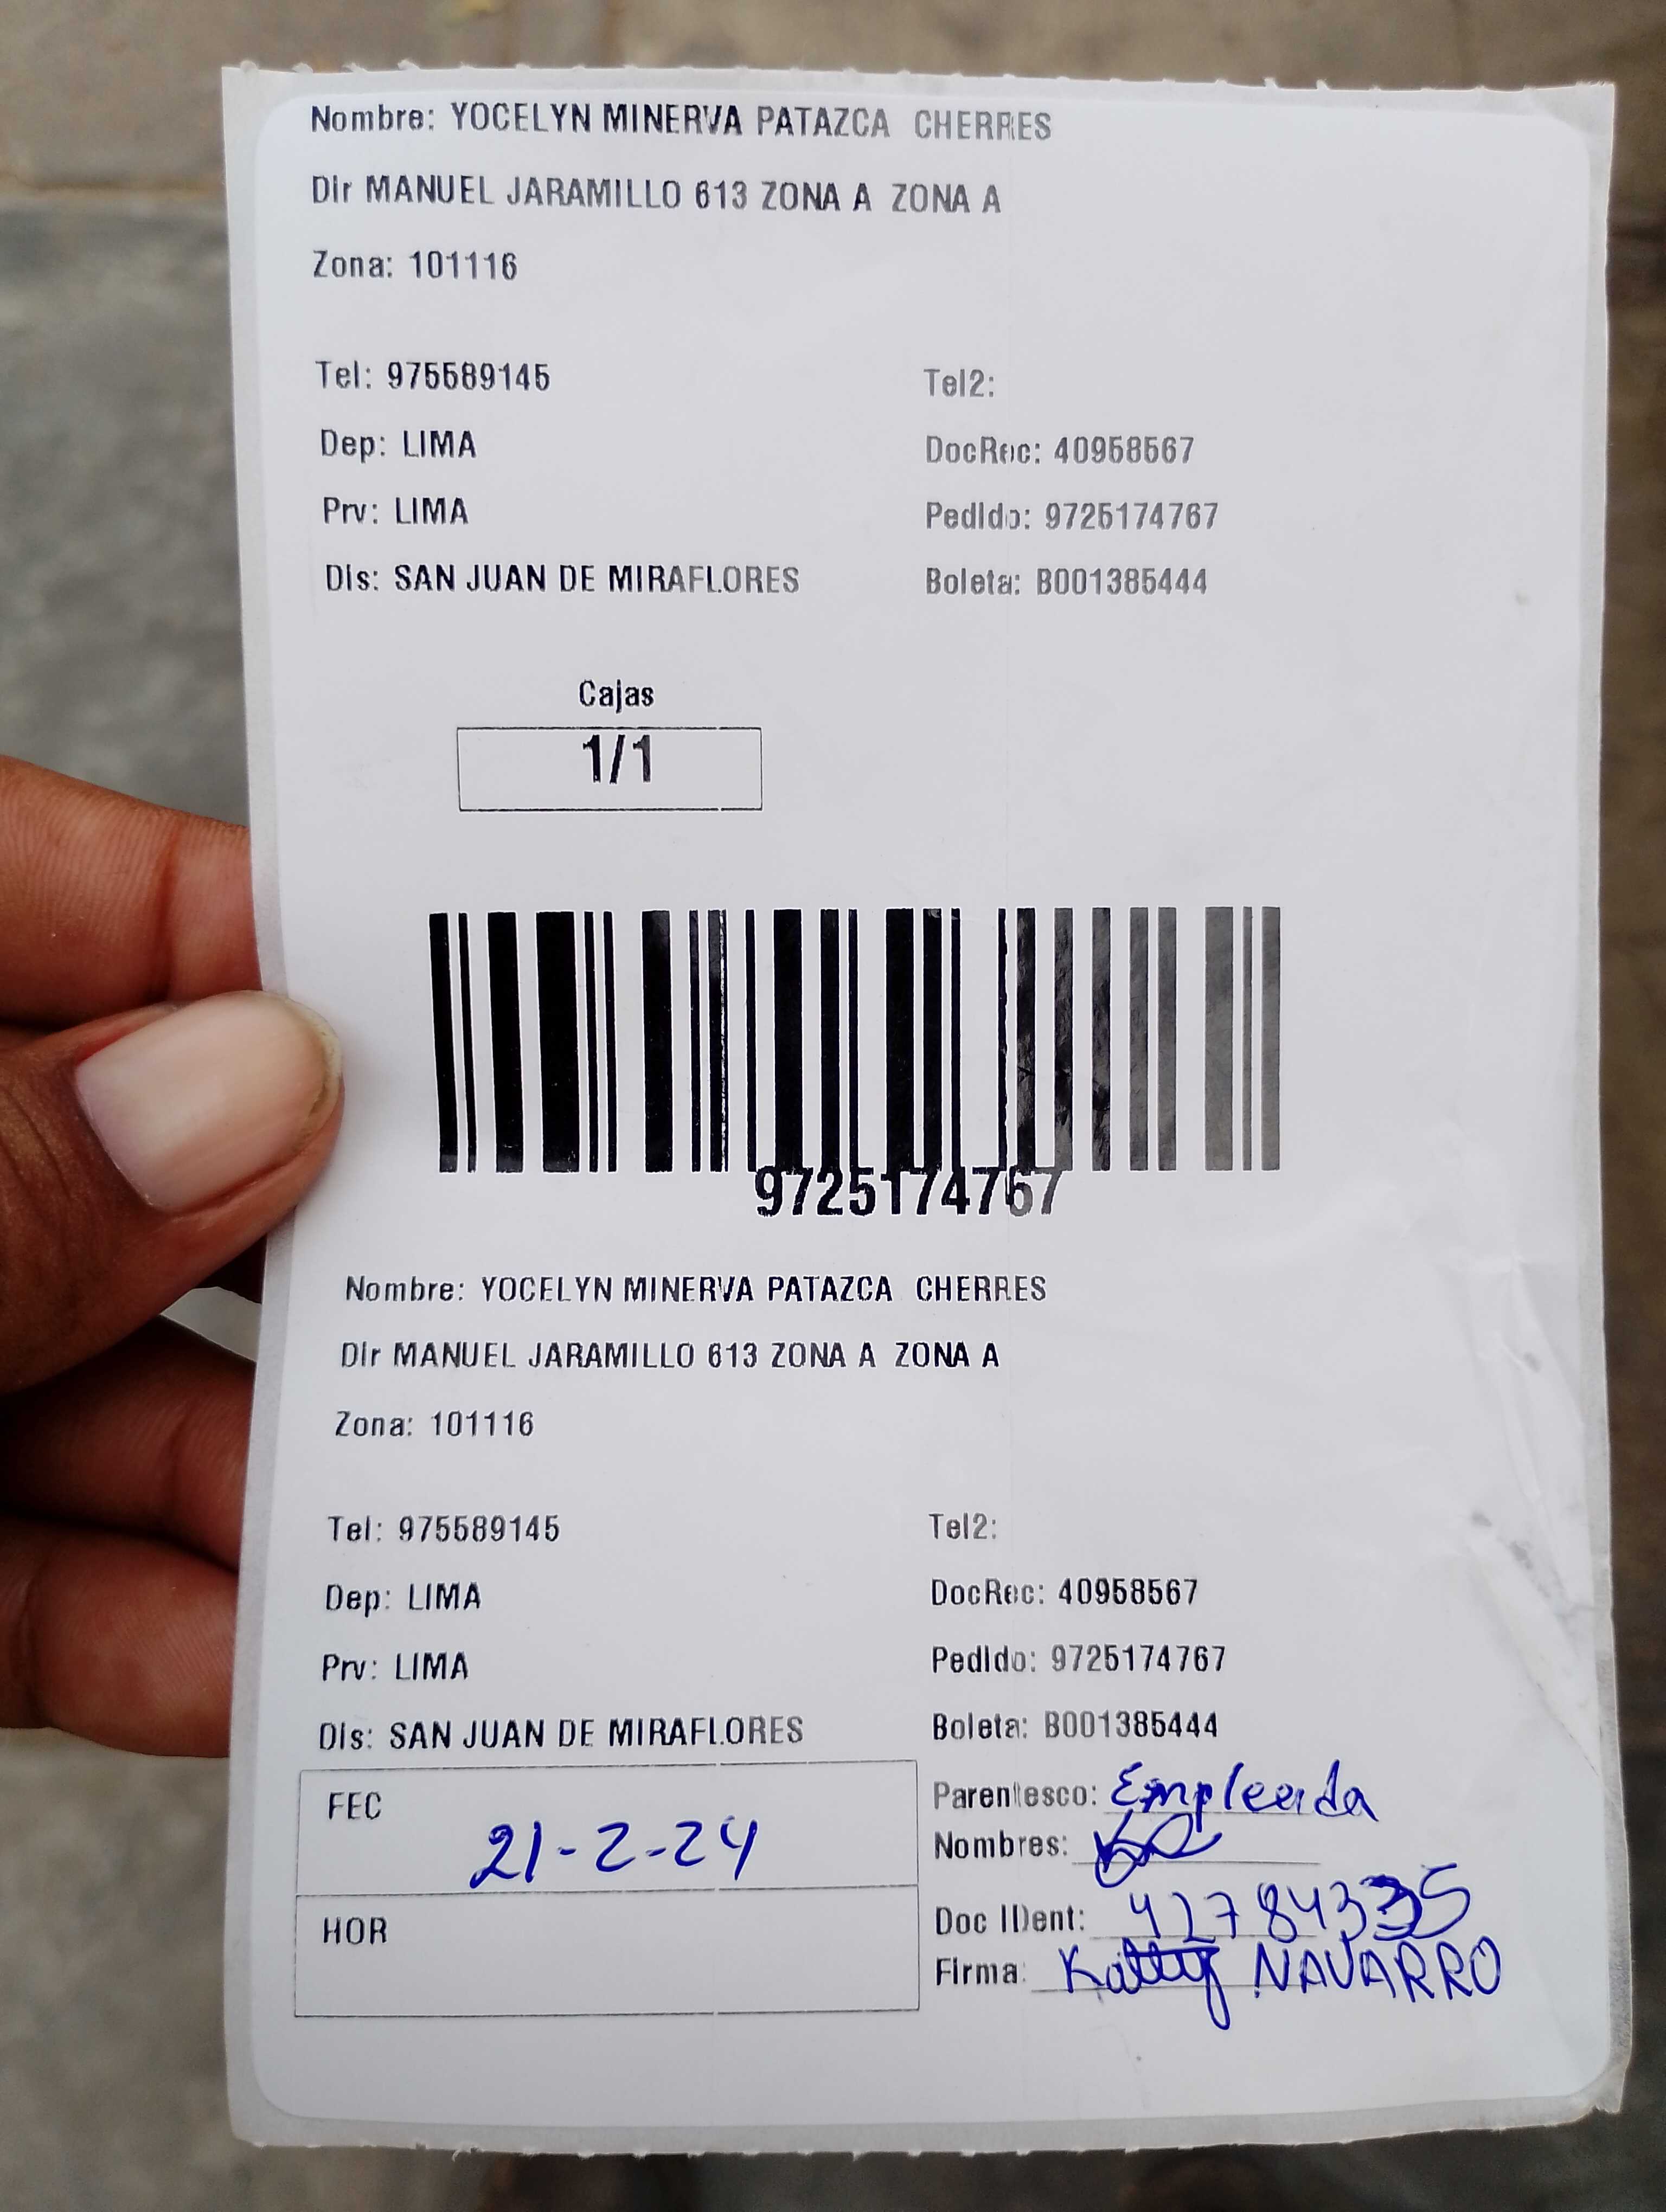 Nombre: YOCELYN MINERVA PATAZCA CHERRES
Dir MANUEL JARAMILLO 613 ZONA A ZONA A
Zona: 101116
Tel: 975589145 Tel2:
Dep: LIMA DocRec: 40958567
Prv: LIMA Pedido: 9725174767
Dis: SAN JUAN DE MIRAFLORES Boleta: B001385444
Cajas
1/1
9725174767
Nombre: YOCELYN MINERVA PATAZCA CHERRES
Dir MANUEL JARAMILLO 613 ZONA A ZONA A
Zona: 101116
Tel: 975589145 Tel2:
Dep: LIMA DocRec: 40958567
Prv: LIMA Pedido: 9725174767
Dis: SAN JUAN DE MIRAFLORES Boleta: B001385444
FEC 21-2-24
HOR
Parentesco: Empleada
Nombres:
Doc IDent:
Firma: Katty NAVARRO